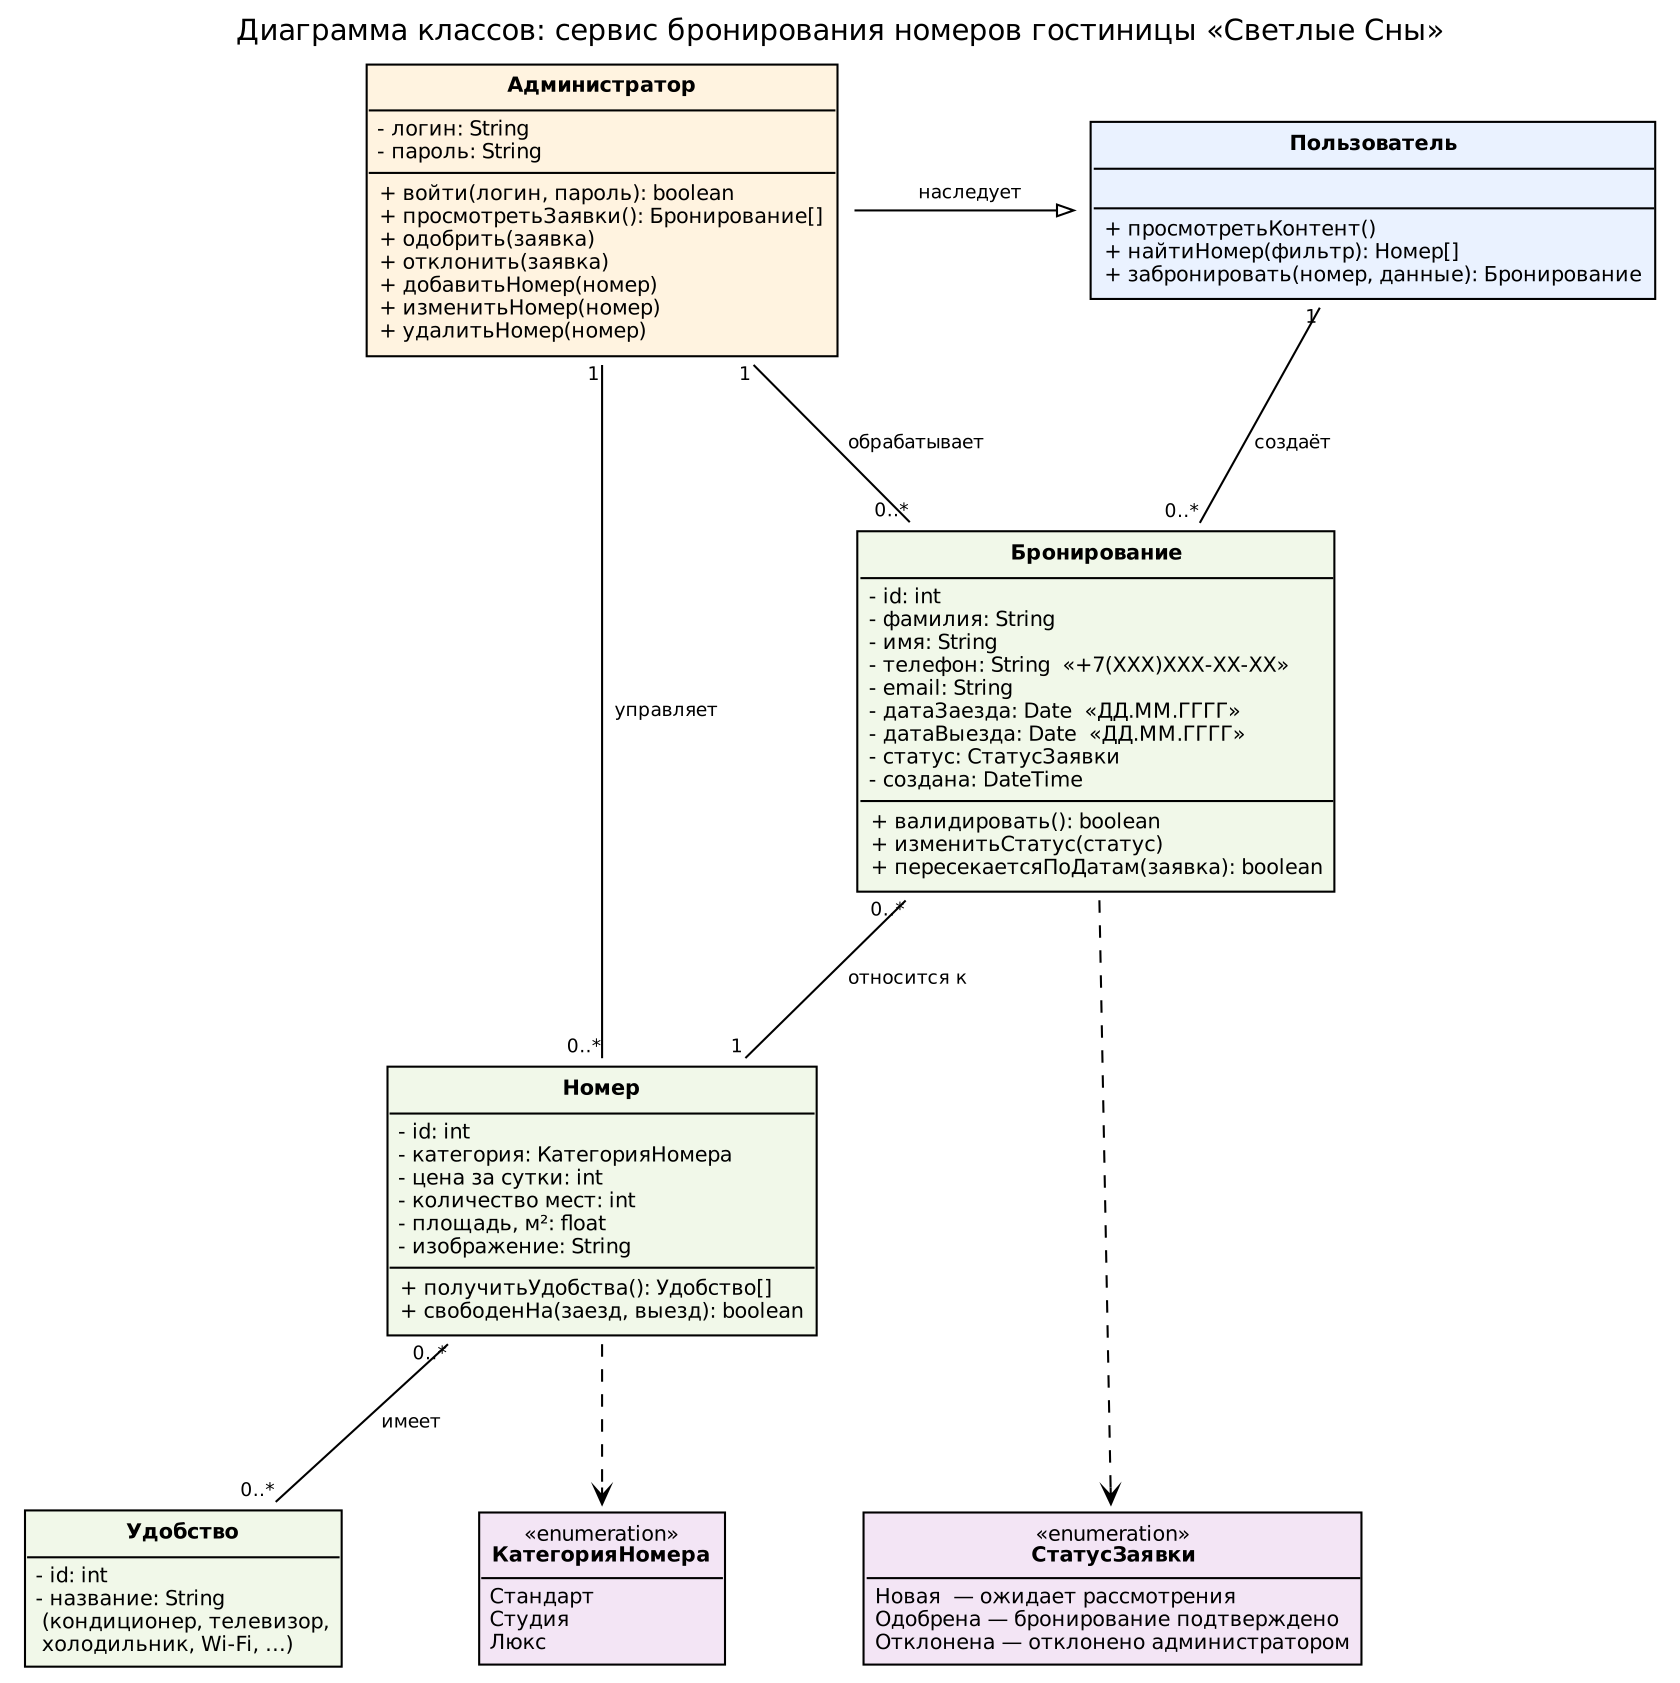 Диаграмма классов: сервис бронирования номеров гостиницы «Светлые Сны»
Администратор
- логин: String
- пароль: String
+ войти(логин, пароль): boolean
+ просмотретьЗаявки(): Бронирование[]
+ одобрить(заявка)
+ отклонить(заявка)
+ добавитьНомер(номер)
+ изменитьНомер(номер)
+ удалитьНомер(номер)
наследует
Пользователь
+ просмотретьКонтент()
+ найтиНомер(фильтр): Номер[]
+ забронировать(номер, данные): Бронирование
1
1
1
обрабатывает
создаёт
0..*
0..*
Бронирование
- id: int
- фамилия: String
- имя: String
- телефон: String  «+7(XXX)XXX-XX-XX»
- email: String
- датаЗаезда: Date  «ДД.ММ.ГГГГ»
- датаВыезда: Date  «ДД.ММ.ГГГГ»
- статус: СтатусЗаявки
- создана: DateTime
+ валидировать(): boolean
+ изменитьСтатус(статус)
+ пересекаетсяПоДатам(заявка): boolean
управляет
0..*
относится к
0..*
1
Номер
- id: int
- категория: КатегорияНомера
- цена за сутки: int
- количество мест: int
- площадь, м²: float
- изображение: String
+ получитьУдобства(): Удобство[]
+ свободенНа(заезд, выезд): boolean
0..*
имеет
0..*
Удобство
- id: int
- название: String
(кондиционер, телевизор,
холодильник, Wi-Fi, ...)
«enumeration»
КатегорияНомера
Стандарт
Студия
Люкс
«enumeration»
СтатусЗаявки
Новая  — ожидает рассмотрения
Одобрена — бронирование подтверждено
Отклонена — отклонено администратором